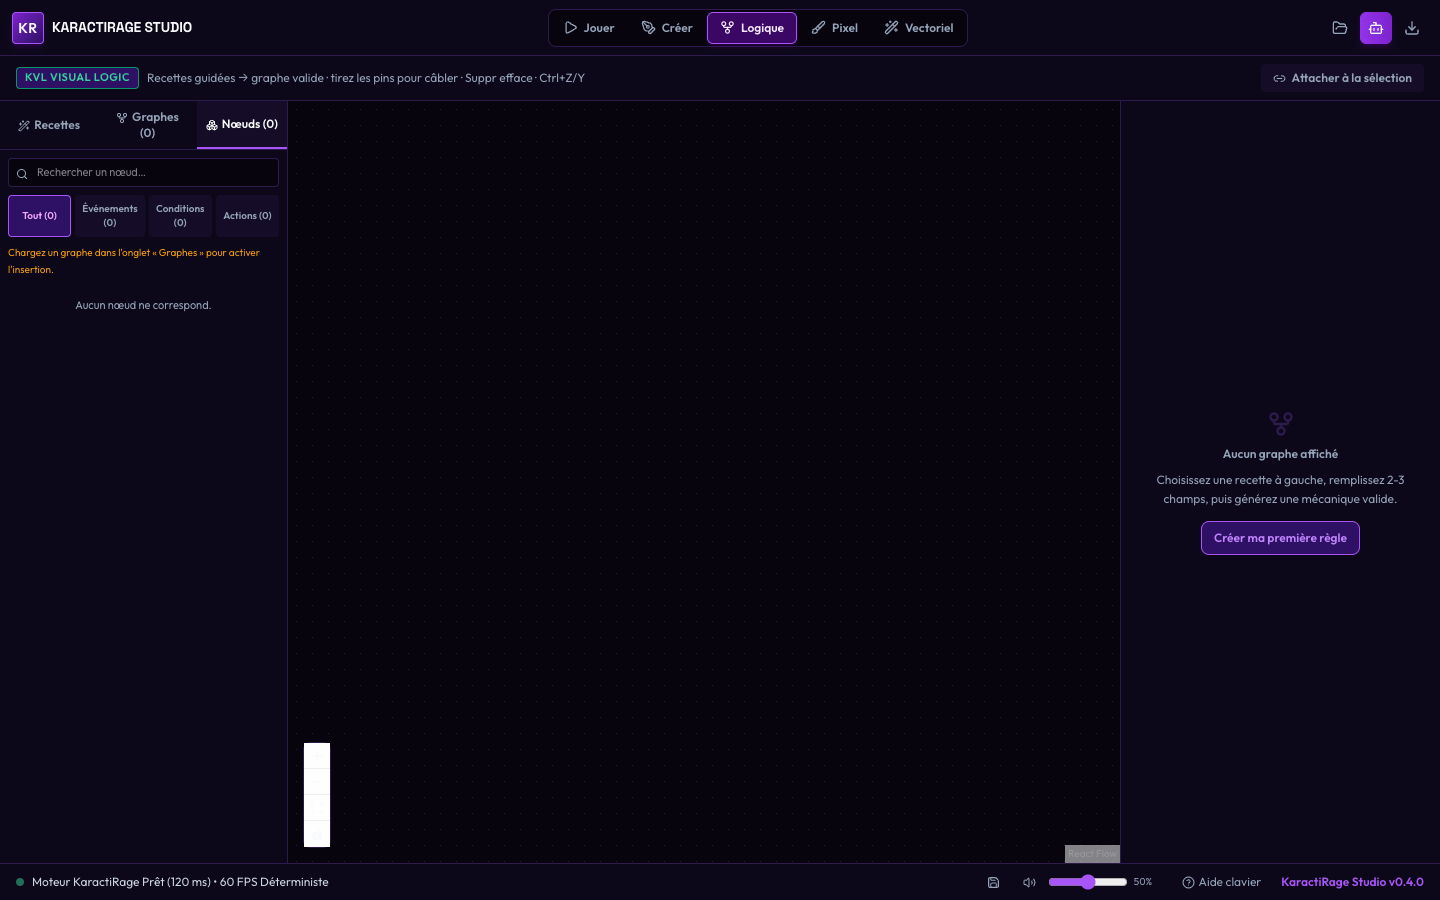 KR KARACTIRAGE STUDIO
Jouer
Créer
Logique
Pixel
Vectoriel
KVL VISUAL LOGIC
Recettes guidées → graphe valide · tirez les pins pour câbler · Suppr efface · Ctrl+Z/Y
Attacher à la sélection
Recettes
Graphes
(0)
Nœuds (0)
Rechercher un nœud…
Tout (0)
Événements
(0)
Conditions
(0)
Actions (0)
Chargez un graphe dans l'onglet « Graphes » pour activer
l'insertion.
Aucun nœud ne correspond.
Aucun graphe affiché
Choisissez une recette à gauche, remplissez 2-3
champs, puis générez une mécanique valide.
Créer ma première règle
React Flow
Moteur KaractiRage Prêt (120 ms) • 60 FPS Déterministe
50%
Aide clavier
KaractiRage Studio v0.4.0